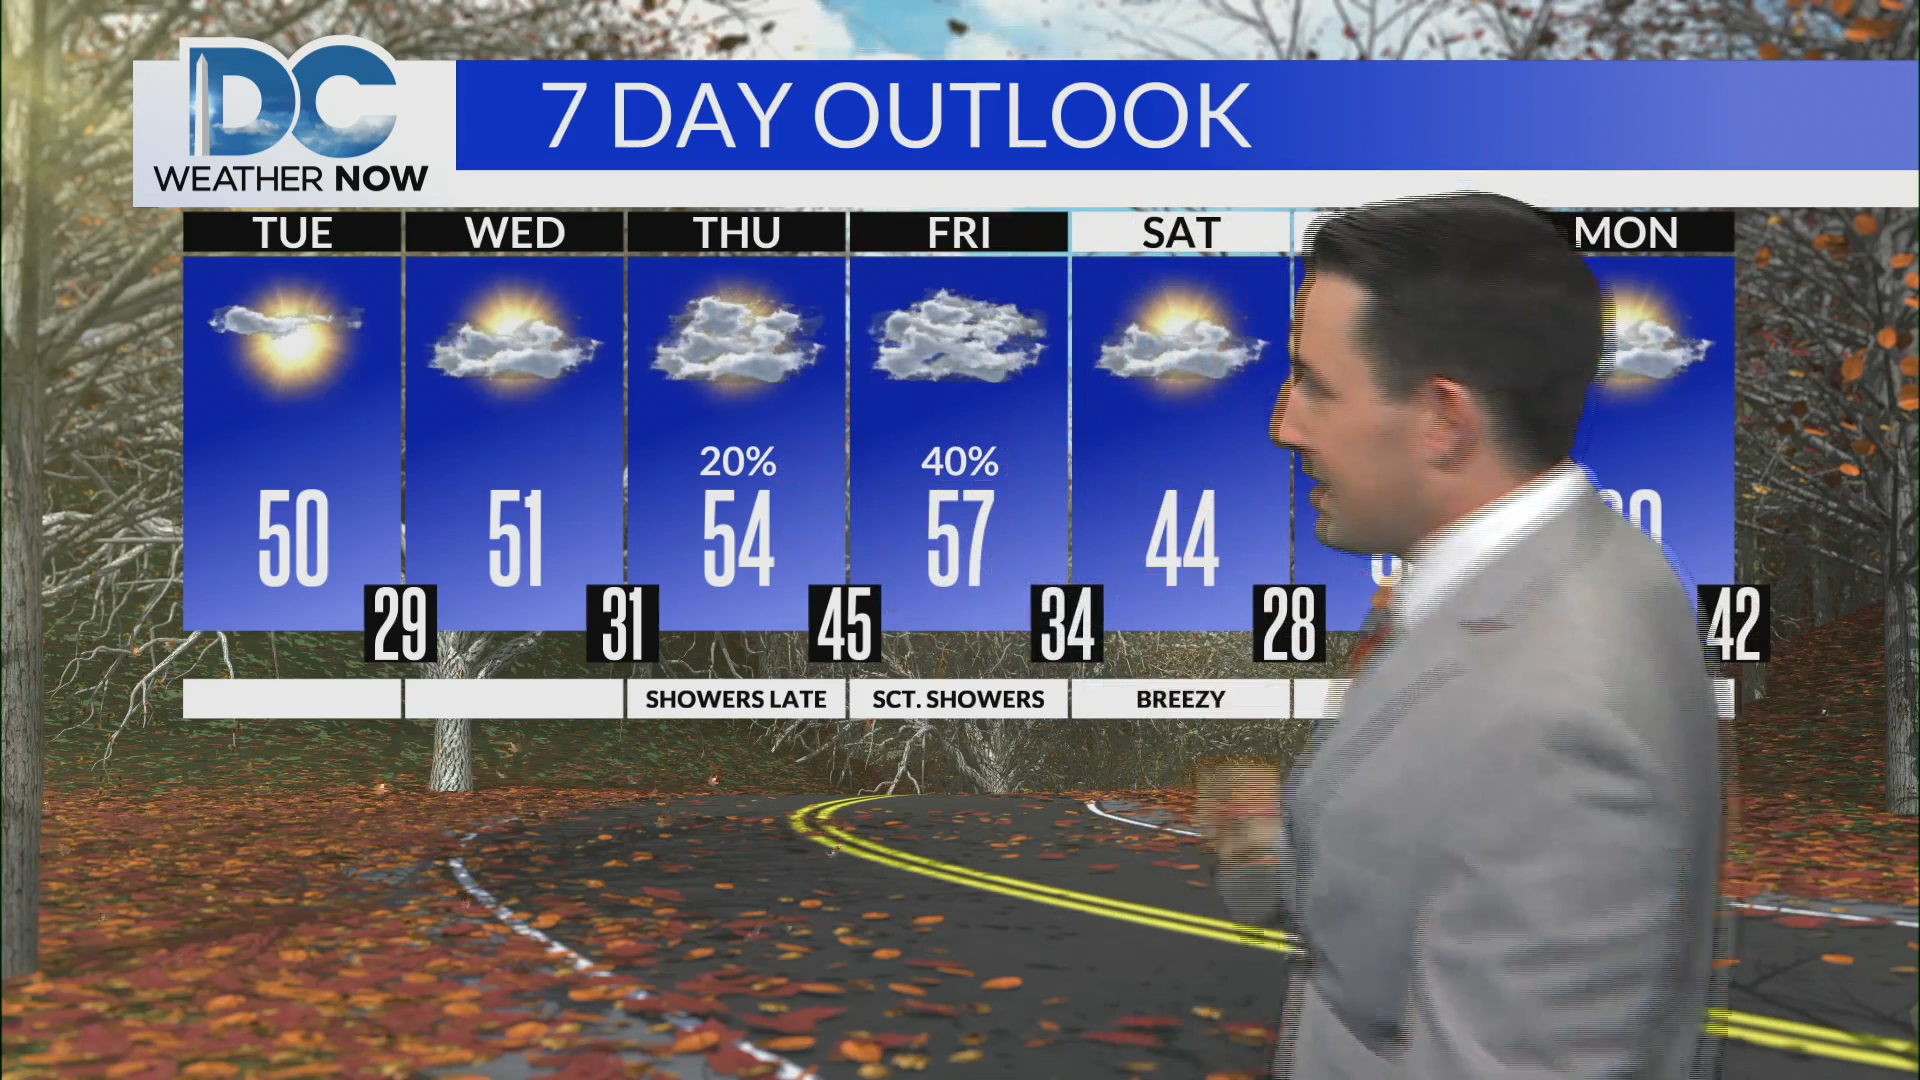 DC
WEATHER NOW
7 DAY OUTLOOK
TUE WED THU FRI SAT MON
20% 40%
50 51 54 57 44
29 31 45 34 28 42
SHOWERS LATE SCT. SHOWERS BREEZY